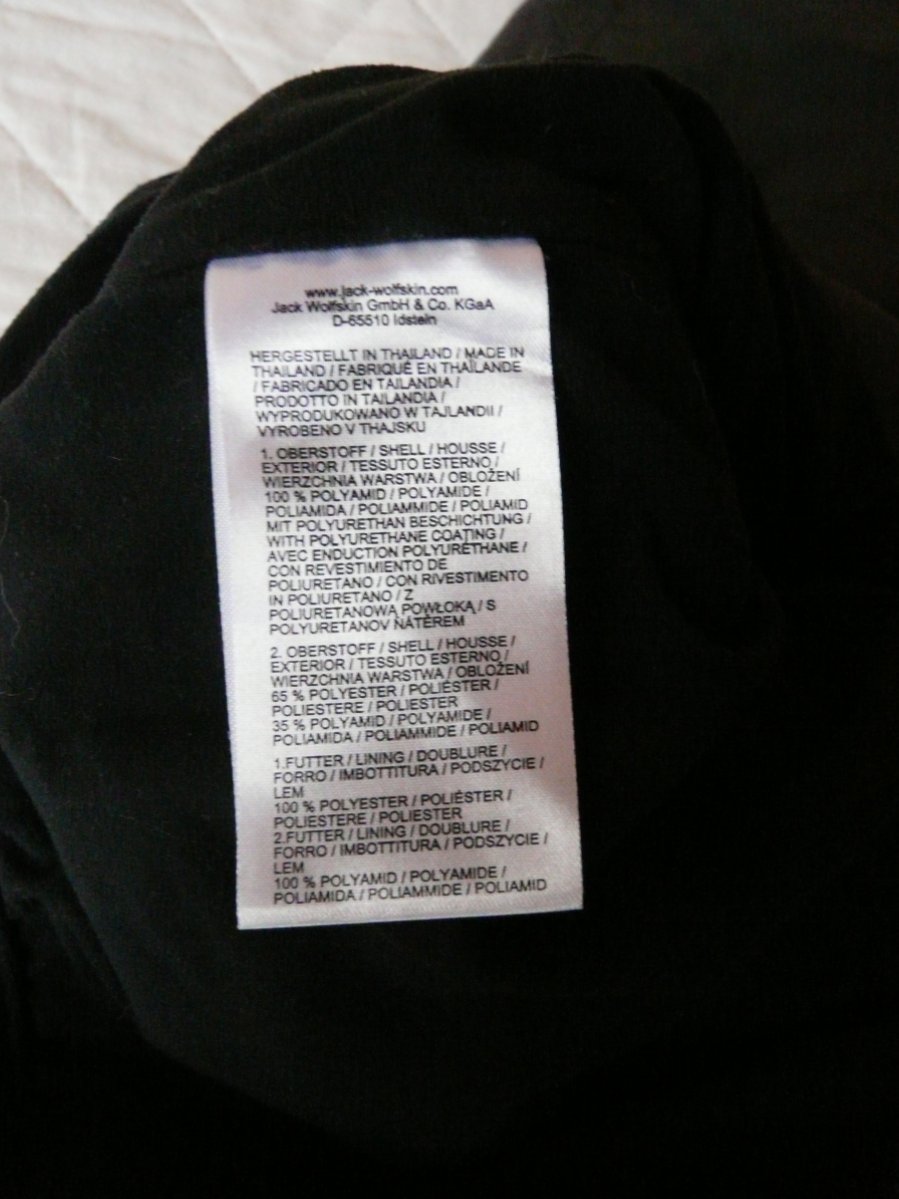 www.jack-wolfskin.com
Jack Wolfskin GmbH & Co. KGaA
D-65510 Idstein
HERGESTELLT IN THAILAND / MADE IN
THAILAND / FABRIQUÉ EN THAÏLANDE
/ FABRICADO EN TAILANDIA /
PRODOTTO IN TAILANDIA /
WYPRODUKOWANO W TAJLANDII /
VYROBENO V THAJSKU
1. OBERSTOFF / SHELL / HOUSSE /
EXTERIOR / TESSUTO ESTERNO /
WIERZCHNIA WARSTWA / OBLOŽENÍ
100 % POLYAMID / POLYAMIDE /
POLIAMIDA / POLIAMMIDE / POLIAMID
MIT POLYURETHAN BESCHICHTUNG /
WITH POLYURETHANE COATING /
AVEC ENDUCTION POLYURÉTHANE /
CON REVESTIMIENTO DE
POLIURETANO / CON RIVESTIMENTO
IN POLIURETANO / Z
POLIURETANOWĄ POWŁOKĄ / S
POLYURETANOV NÁTĚREM
2. OBERSTOFF / SHELL / HOUSSE /
EXTERIOR / TESSUTO ESTERNO /
WIERZCHNIA WARSTWA / OBLOŽENÍ
65 % POLYESTER / POLIÉSTER /
POLIESTERE / POLIESTER
35 % POLYAMID / POLYAMIDE /
POLIAMIDA / POLIAMMIDE / POLIAMID
1.FUTTER / LINING / DOUBLURE /
FORRO / IMBOTTITURA / PODSZYCIE /
LEM
100 % POLYESTER / POLIÉSTER /
POLIESTERE / POLIESTER
2.FUTTER / LINING / DOUBLURE /
FORRO / IMBOTTITURA / PODSZYCIE /
LEM
100 % POLYAMID / POLYAMIDE /
POLIAMIDA / POLIAMMIDE / POLIAMID